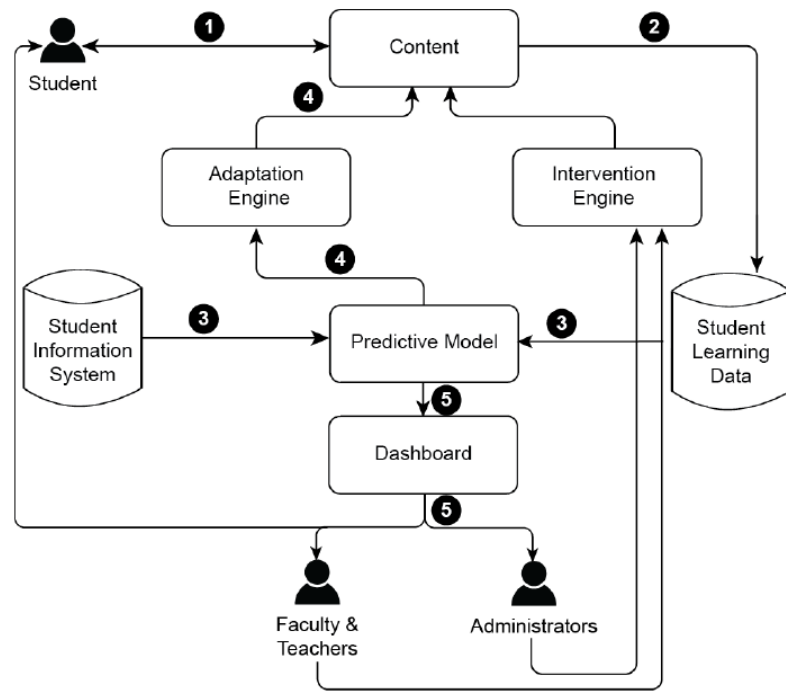 1
2
Content
Student
4
Adaptation
Engine
Intervention
Engine
4
Student
Information
System
3
Predictive Model
3
Student
Learning
Data
5
Dashboard
5
Faculty &
Teachers
Administrators